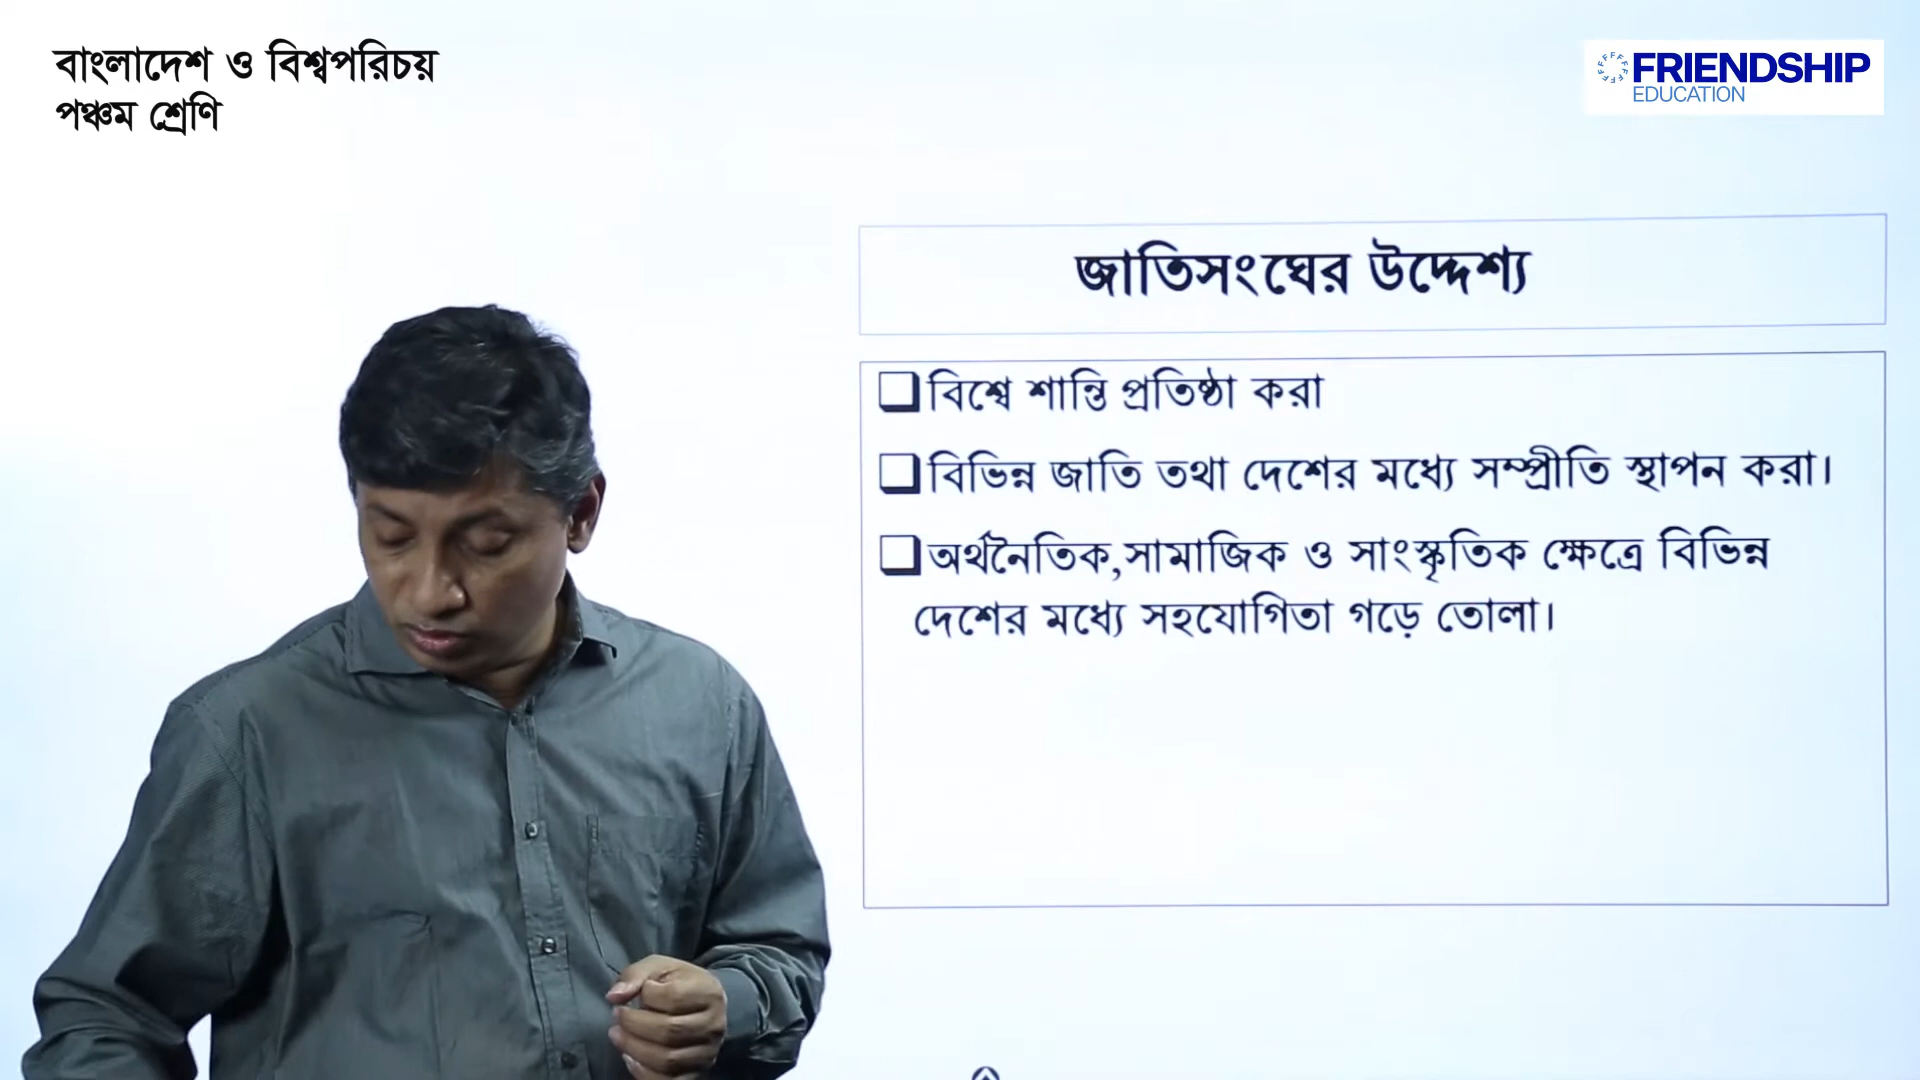 বাংলাদেশ ও বিশ্বপরিচয়
পঞ্চম শ্রেণি
FRIENDSHIP
EDUCATION
জাতিসংঘের উদ্দেশ্য
❑বিশ্বে শান্তি প্রতিষ্ঠা করা
❑বিভিন্ন জাতি তথা দেশের মধ্যে সম্প্রীতি স্থাপন করা।
❑অর্থনৈতিক,সামাজিক ও সাংস্কৃতিক ক্ষেত্রে বিভিন্ন
দেশের মধ্যে সহযোগিতা গড়ে তোলা।